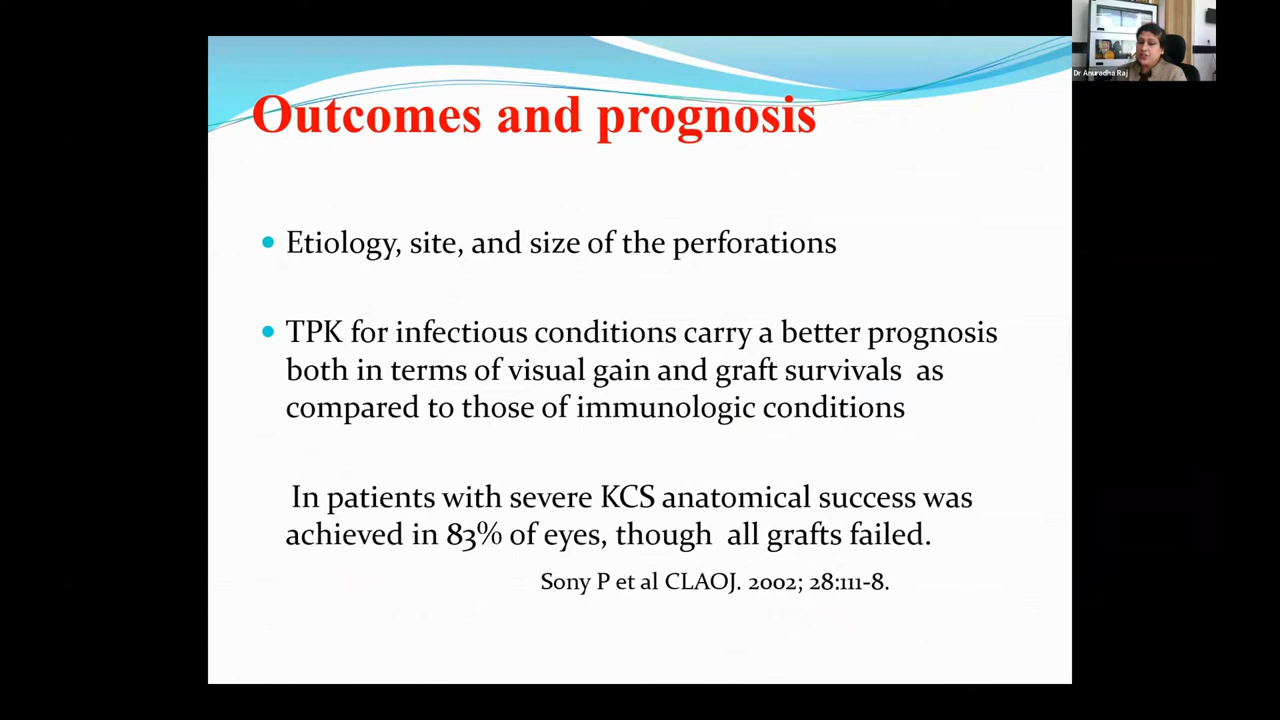 Dr Anuradha Raj
Outcomes and prognosis
• Etiology, site, and size of the perforations
• TPK for infectious conditions carry a better prognosis
both in terms of visual gain and graft survivals as
compared to those of immunologic conditions
In patients with severe KCS anatomical success was
achieved in 83% of eyes, though all grafts failed.
Sony P et al CLAOJ. 2002; 28:111-8.